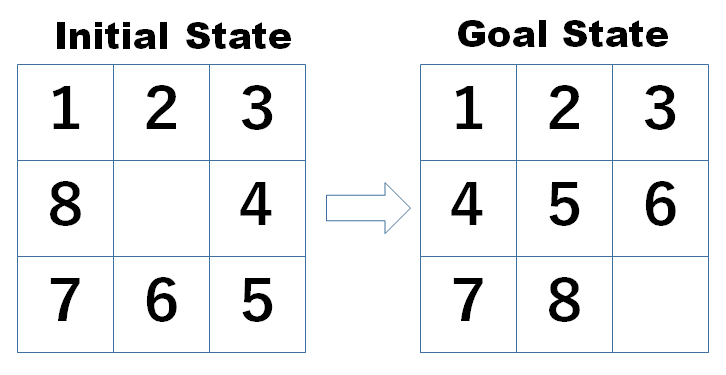 Initial State
Goal State
1 2 3
8 4
7 6 5
1 2 3
4 5 6
7 8